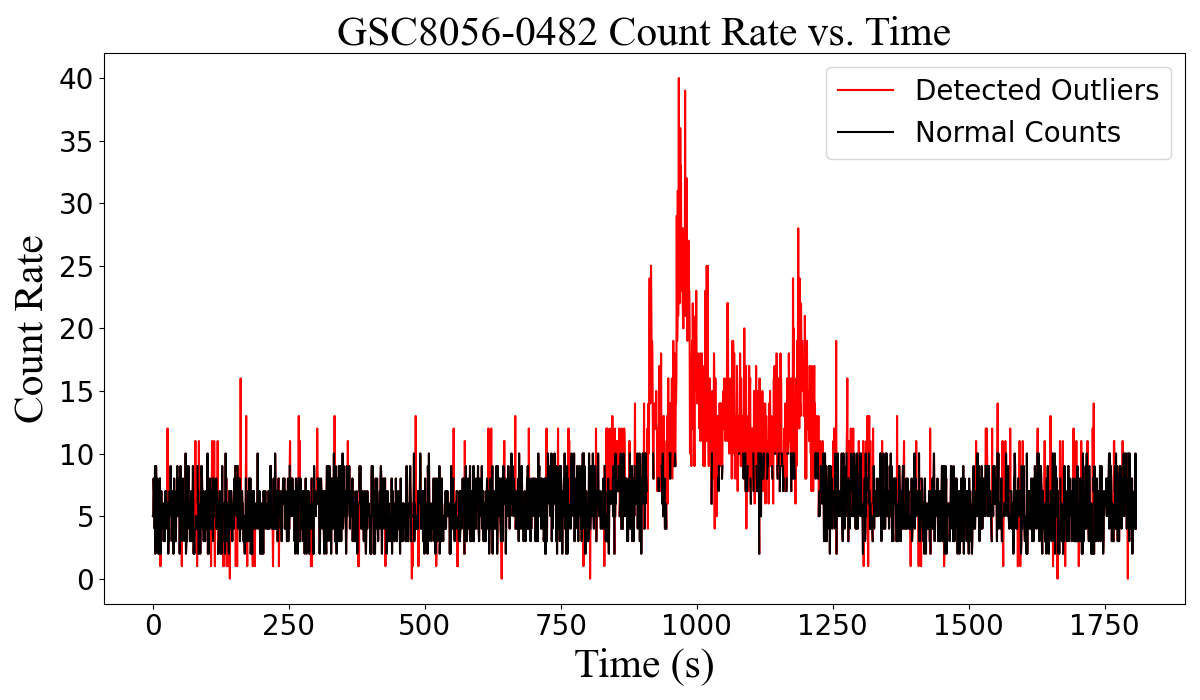 GSC8056-0482 Count Rate vs. Time
Detected Outliers
Normal Counts
Count Rate
40
35
30
25
20
15
10
5
0
0 250 500 750 1000 1250 1500 1750
Time (s)